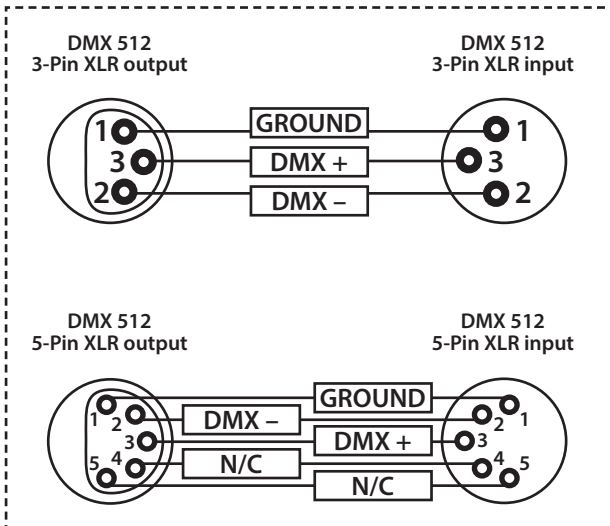 DMX 512 DMX 512
3-Pin XLR output 3-Pin XLR input
1 GROUND 1
3 DMX + 3
2 DMX – 2
DMX 512 DMX 512
5-Pin XLR output 5-Pin XLR input
1 GROUND 1
2 DMX – 2
3 DMX + 3
4 N/C 4
5 N/C 5